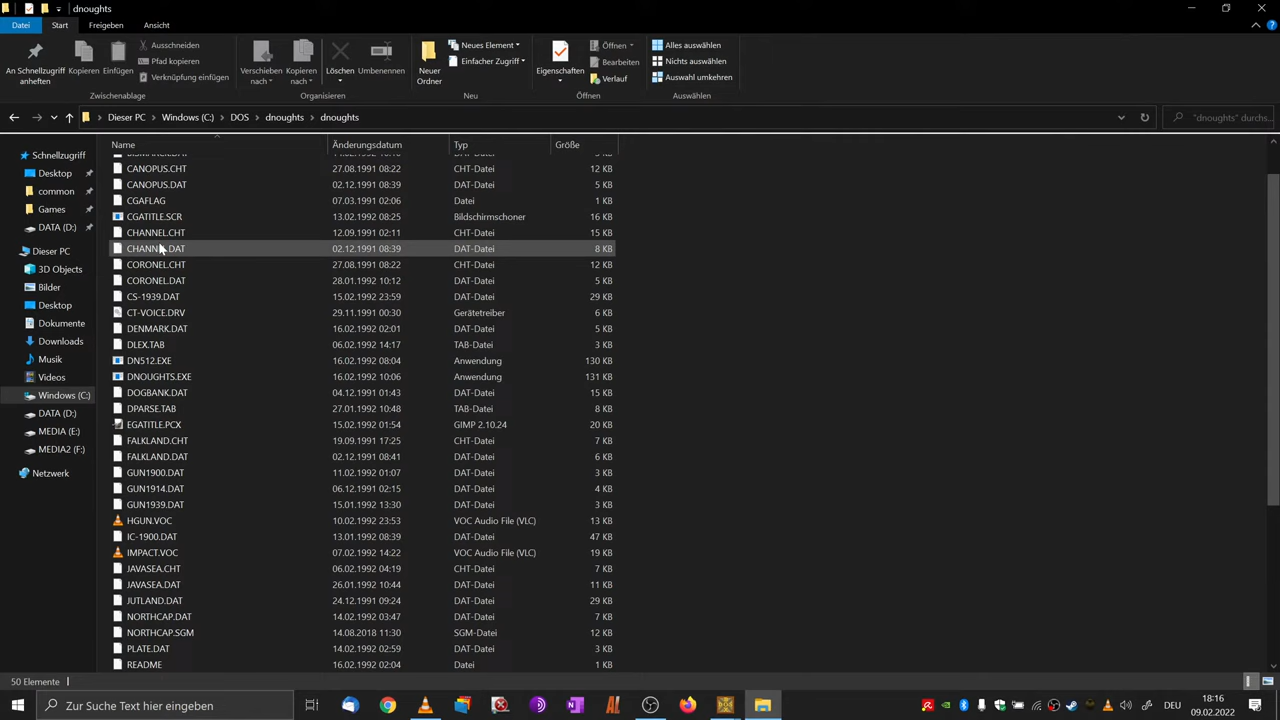 dnoughts
Datei Start Freigeben Ansicht
An Schnellzugriff anheften
Kopieren
Einfügen
Ausschneiden
Pfad kopieren
Verknüpfung einfügen
Zwischenablage
Verschieben nach
Kopieren nach
Löschen
Umbenennen
Organisieren
Neuer Ordner
Neues Element
Einfacher Zugriff
Neu
Eigenschaften
Öffnen
Bearbeiten
Verlauf
Öffnen
Alles auswählen
Nichts auswählen
Auswahl umkehren
Auswählen
Dieser PC > Windows (C:) > DOS > dnoughts > dnoughts
"dnoughts" durchs...
Schnellzugriff
Desktop
common
Games
DATA (D:)
Dieser PC
3D Objects
Bilder
Desktop
Dokumente
Downloads
Musik
Videos
Windows (C:)
DATA (D:)
MEDIA (E:)
MEDIA2 (F:)
Netzwerk
Name Änderungsdatum Typ Größe
CANOPUS.CHT 27.08.1991 08:22 CHT-Datei 12 KB
CANOPUS.DAT 02.12.1991 08:39 DAT-Datei 5 KB
CGAFLAG 07.03.1991 02:06 Datei 1 KB
CGATITLE.SCR 13.02.1992 08:25 Bildschirmschoner 16 KB
CHANNEL.CHT 12.09.1991 02:11 CHT-Datei 15 KB
CHANNEL.DAT 02.12.1991 08:39 DAT-Datei 8 KB
CORONEL.CHT 27.08.1991 08:22 CHT-Datei 12 KB
CORONEL.DAT 28.01.1992 10:12 DAT-Datei 5 KB
CS-1939.DAT 15.02.1992 23:59 DAT-Datei 29 KB
CT-VOICE.DRV 29.11.1991 00:30 Gerätetreiber 6 KB
DENMARK.DAT 16.02.1992 02:01 DAT-Datei 5 KB
DLEX.TAB 06.02.1992 14:17 TAB-Datei 3 KB
DN512.EXE 16.02.1992 08:04 Anwendung 130 KB
DNOUGHTS.EXE 16.02.1992 10:06 Anwendung 131 KB
DOGBANK.DAT 04.12.1991 01:43 DAT-Datei 15 KB
DPARSE.TAB 27.01.1992 10:48 TAB-Datei 8 KB
EGATITLE.PCX 15.02.1992 01:54 GIMP 2.10.24 20 KB
FALKLAND.CHT 19.09.1991 17:25 CHT-Datei 7 KB
FALKLAND.DAT 02.12.1991 08:41 DAT-Datei 6 KB
GUN1900.DAT 11.02.1992 01:07 DAT-Datei 3 KB
GUN1914.DAT 06.12.1991 02:15 DAT-Datei 4 KB
GUN1939.DAT 15.01.1992 13:30 DAT-Datei 3 KB
HGUN.VOC 10.02.1992 23:53 VOC Audio File (VLC) 13 KB
IC-1900.DAT 13.01.1992 08:39 DAT-Datei 47 KB
IMPACT.VOC 07.02.1992 14:22 VOC Audio File (VLC) 19 KB
JAVASEA.CHT 06.02.1992 04:19 CHT-Datei 7 KB
JAVASEA.DAT 26.01.1992 10:44 DAT-Datei 11 KB
JUTLAND.DAT 24.12.1991 09:24 DAT-Datei 29 KB
NORTHCAP.DAT 14.02.1992 03:47 DAT-Datei 7 KB
NORTHCAP.SGM 14.08.2018 11:30 SGM-Datei 12 KB
PLATE.DAT 14.02.1992 02:59 DAT-Datei 3 KB
README 16.02.1992 02:04 Datei 1 KB
50 Elemente
Zur Suche Text hier eingeben
DEU
18:16
09.02.2022